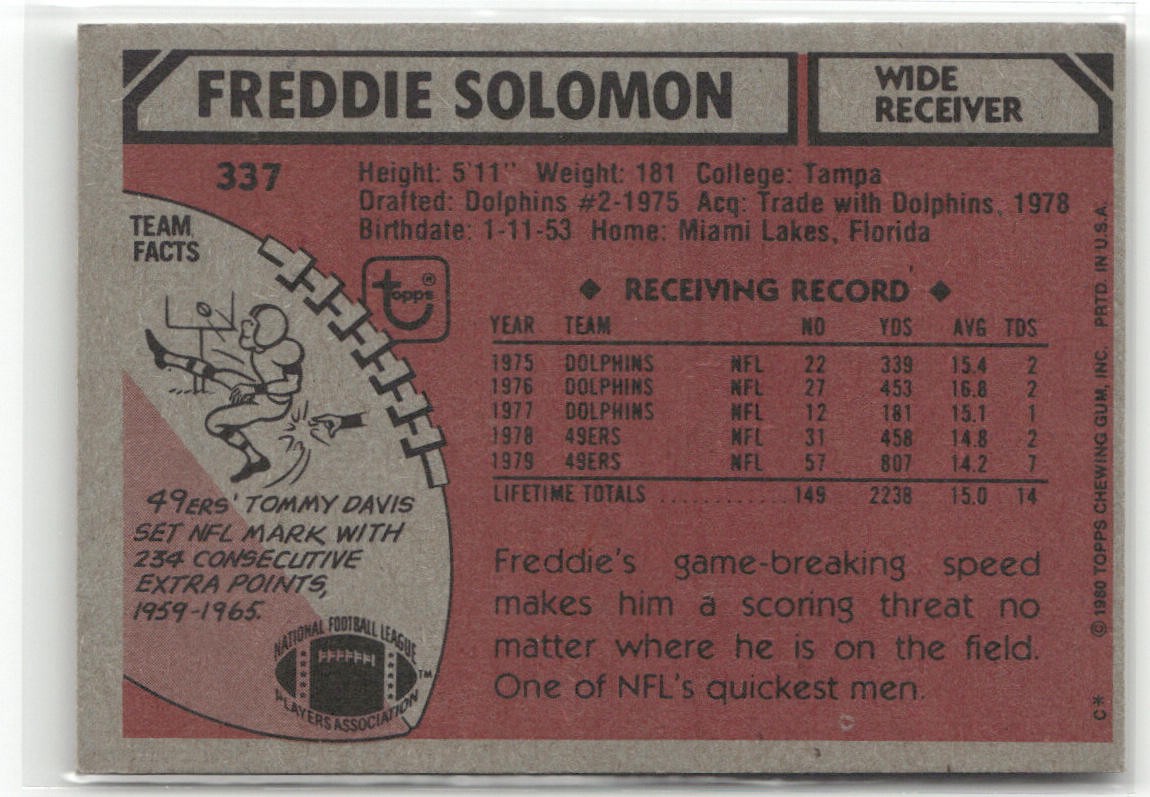 FREDDIE SOLOMON
WIDE
RECEIVER
337
Height: 5'11" Weight: 181 College: Tampa
Drafted: Dolphins #2-1975 Acq: Trade with Dolphins, 1978
Birthdate: 1-11-53 Home: Miami Lakes, Florida
TEAM
FACTS
topps®
◆ RECEIVING RECORD ◆
YEAR TEAM NO YDS AVG TDS
1975 DOLPHINS NFL 22 339 15.4 2
1976 DOLPHINS NFL 27 453 16.8 2
1977 DOLPHINS NFL 12 181 15.1 1
1978 49ERS NFL 31 458 14.8 2
1979 49ERS NFL 57 807 14.2 7
LIFETIME TOTALS ............ 149 2238 15.0 14
49ERS' TOMMY DAVIS
SET NFL MARK WITH
234 CONSECUTIVE
EXTRA POINTS,
1959-1965.
NATIONAL FOOTBALL LEAGUE
PLAYERS ASSOCIATION
TM
Freddie's game-breaking speed
makes him a scoring threat no
matter where he is on the field.
One of NFL's quickest men.
C* © 1980 TOPPS CHEWING GUM, INC. PRTD. IN U.S.A.